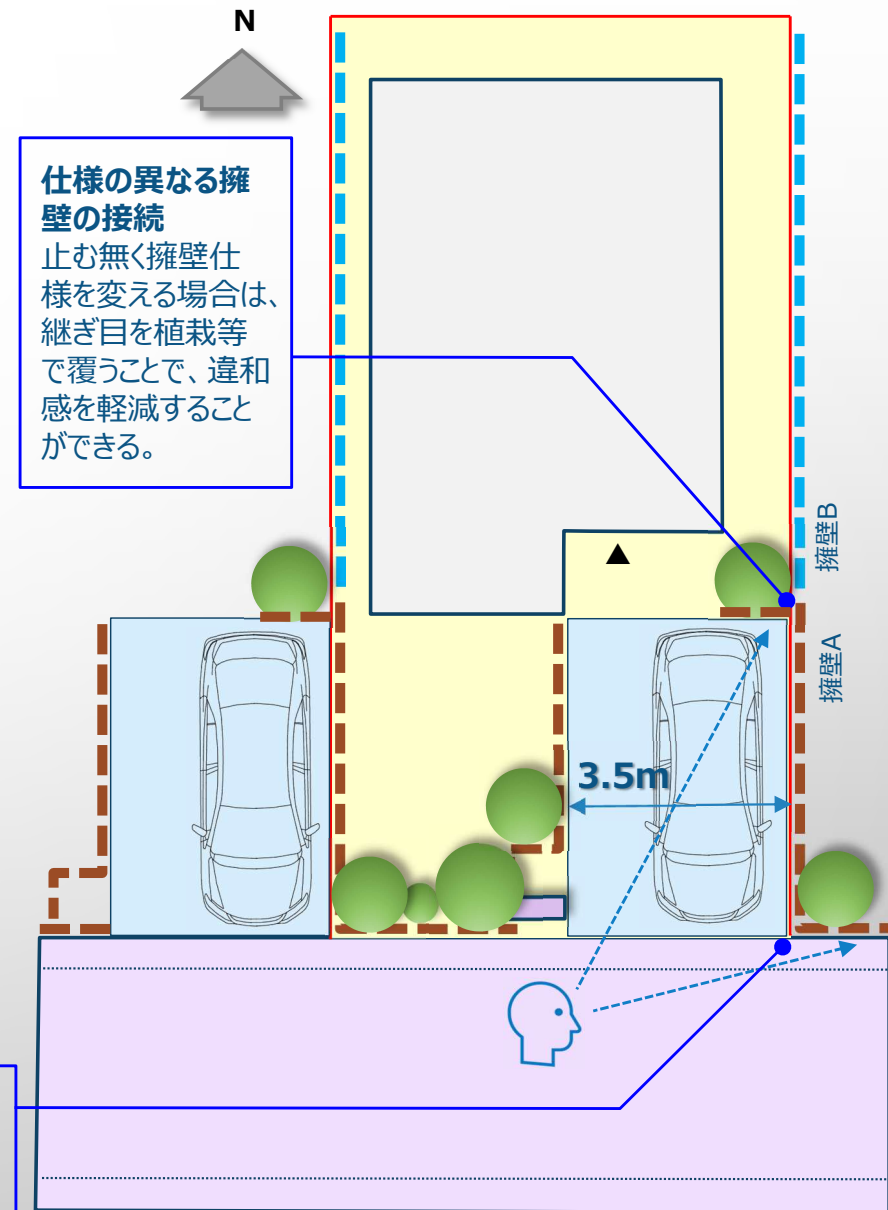 N
仕様の異なる擁
壁の接続
止む無く擁壁仕
様を変える場合は、
継ぎ目を植栽等
で覆うことで、違和
感を軽減すること
ができる。
擁壁B
擁壁A
3.5m